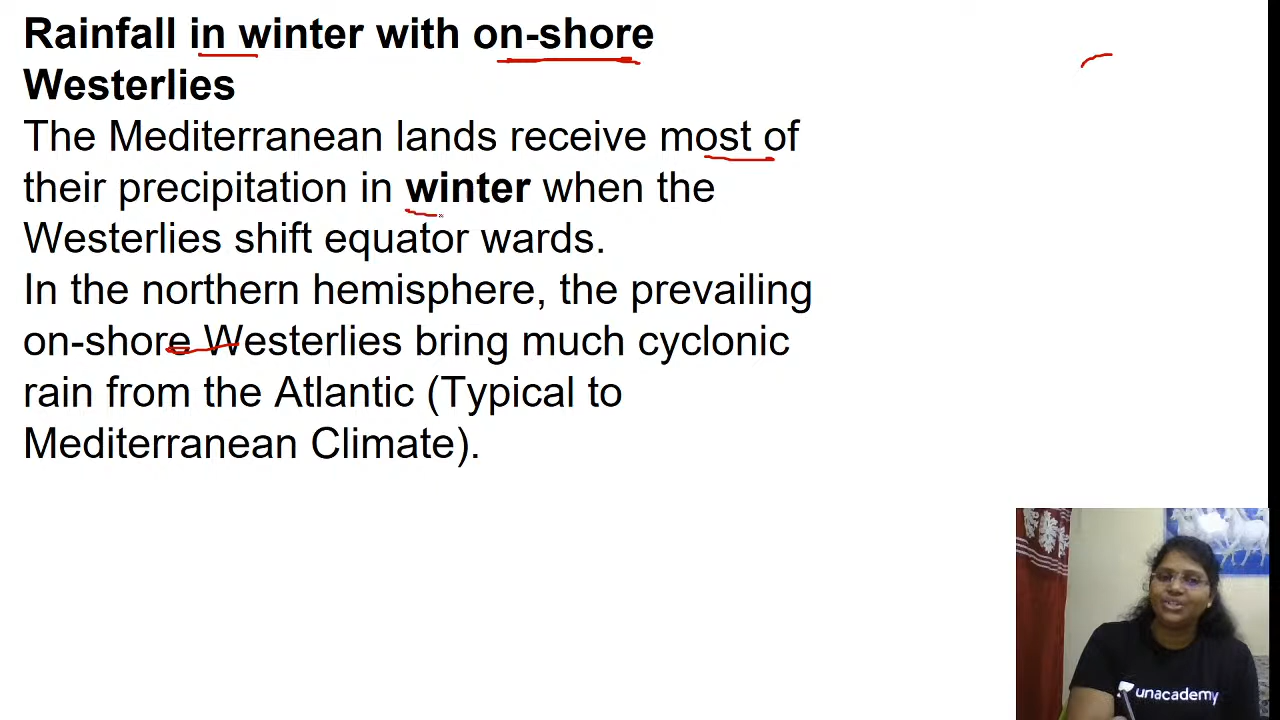 Rainfall in winter with on-shore
Westerlies
The Mediterranean lands receive most of
their precipitation in winter when the
Westerlies shift equator wards.
In the northern hemisphere, the prevailing
on-shore Westerlies bring much cyclonic
rain from the Atlantic (Typical to
Mediterranean Climate).
unacademy